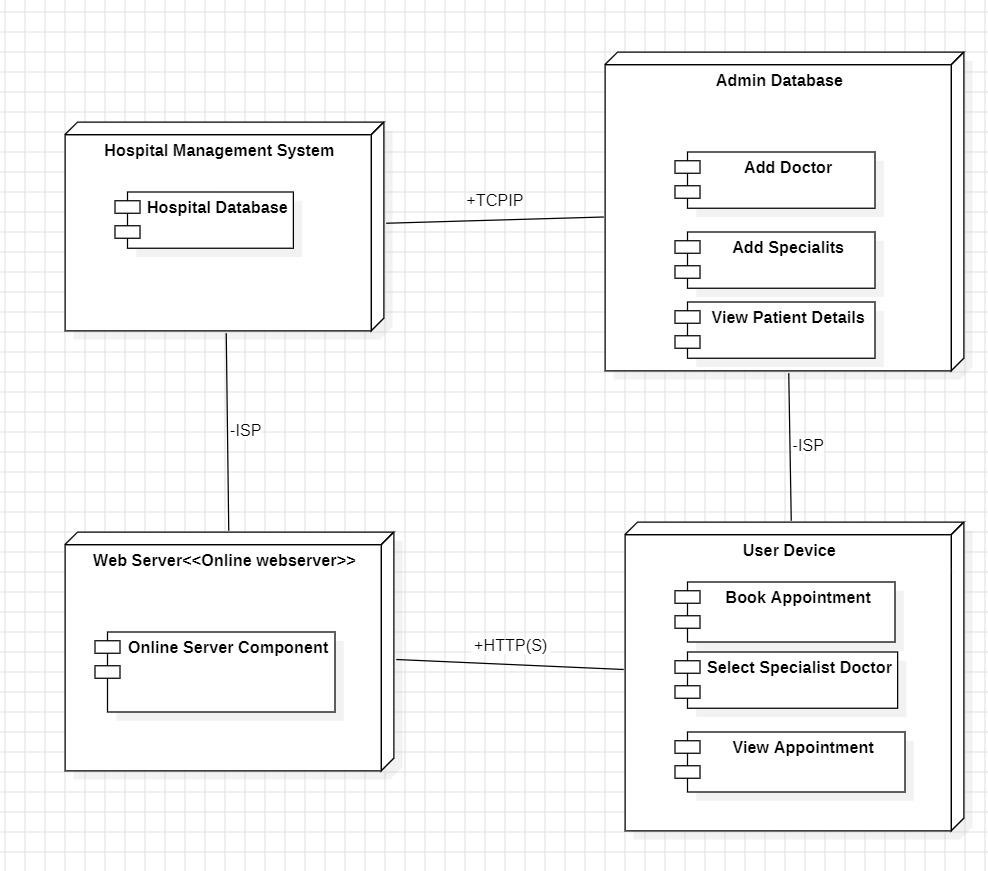 Admin Database
Hospital Management System
Add Doctor
Hospital Database
+TCPIP
Add Specialits
View Patient Details
-ISP
-ISP
Web Server<<Online webserver>>
User Device
Book Appointment
Online Server Component
+HTTP(S)
Select Specialist Doctor
View Appointment